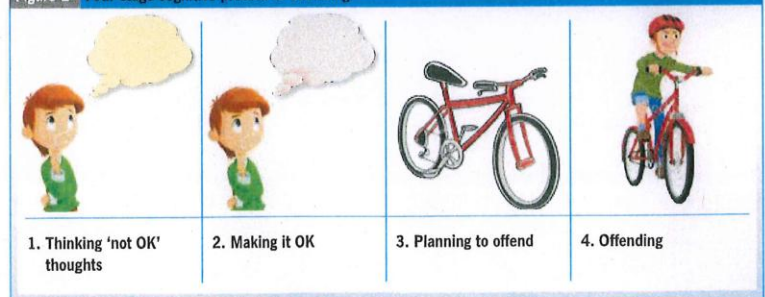 1. Thinking ‘not OK’
thoughts
2. Making it OK
3. Planning to offend
4. Offending